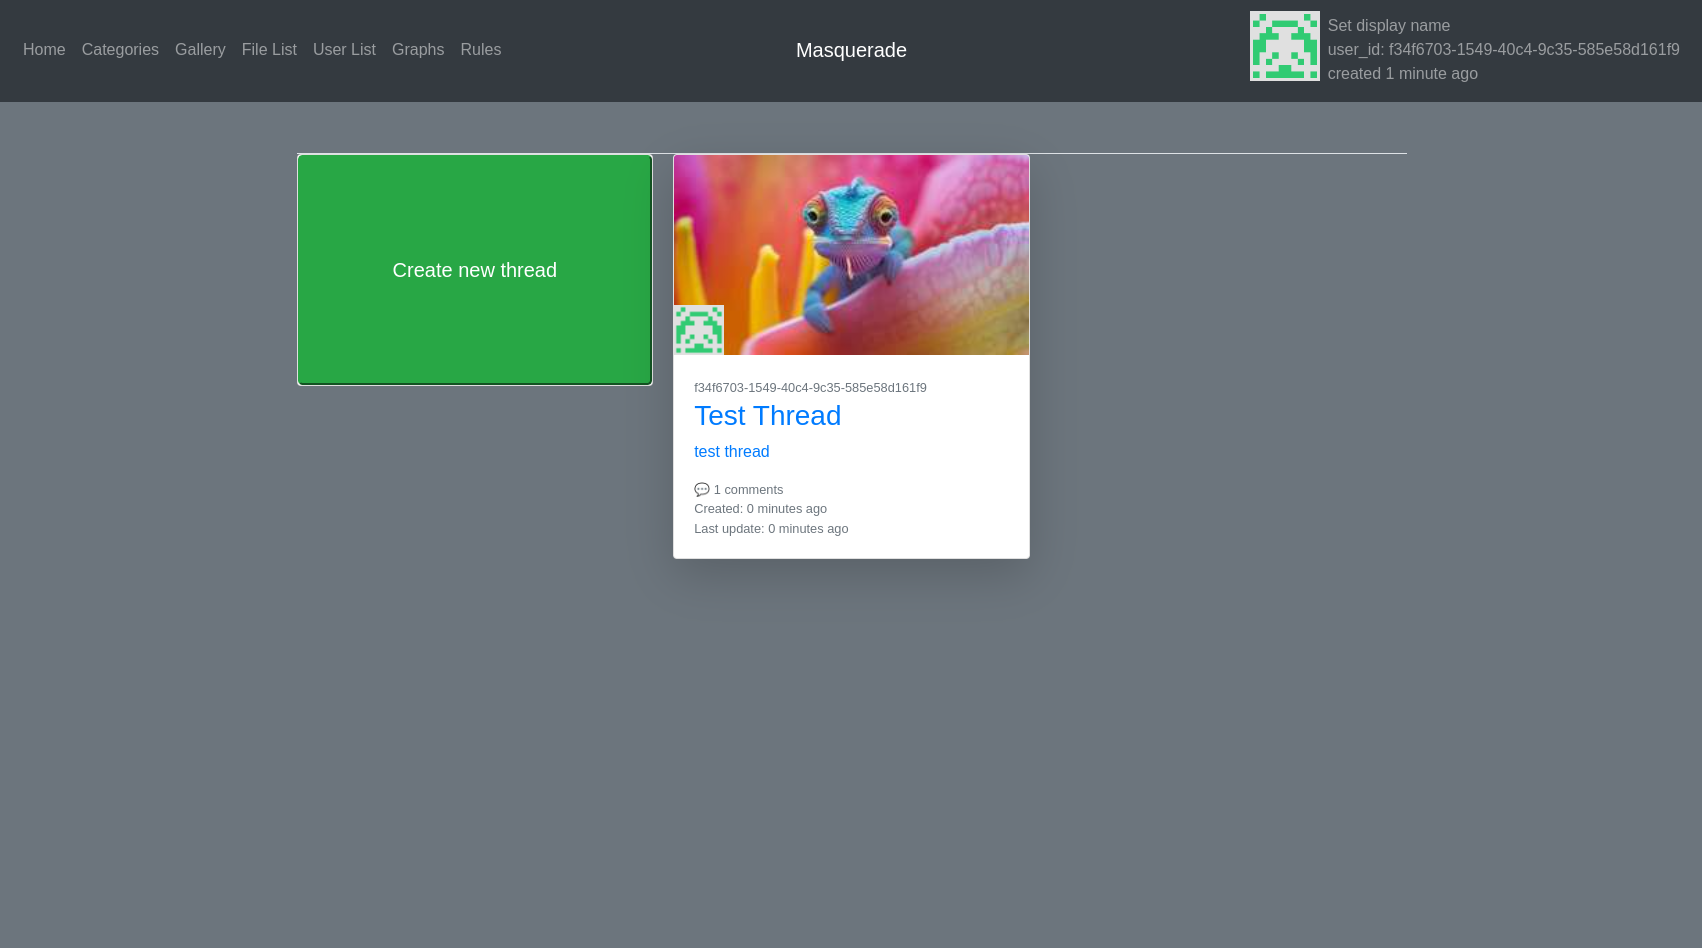 Home Categories Gallery File List User List Graphs Rules
Masquerade
Set display name
user_id: f34f6703-1549-40c4-9c35-585e58d161f9
created 1 minute ago
Create new thread
f34f6703-1549-40c4-9c35-585e58d161f9
Test Thread
test thread
💬 1 comments
Created: 0 minutes ago
Last update: 0 minutes ago